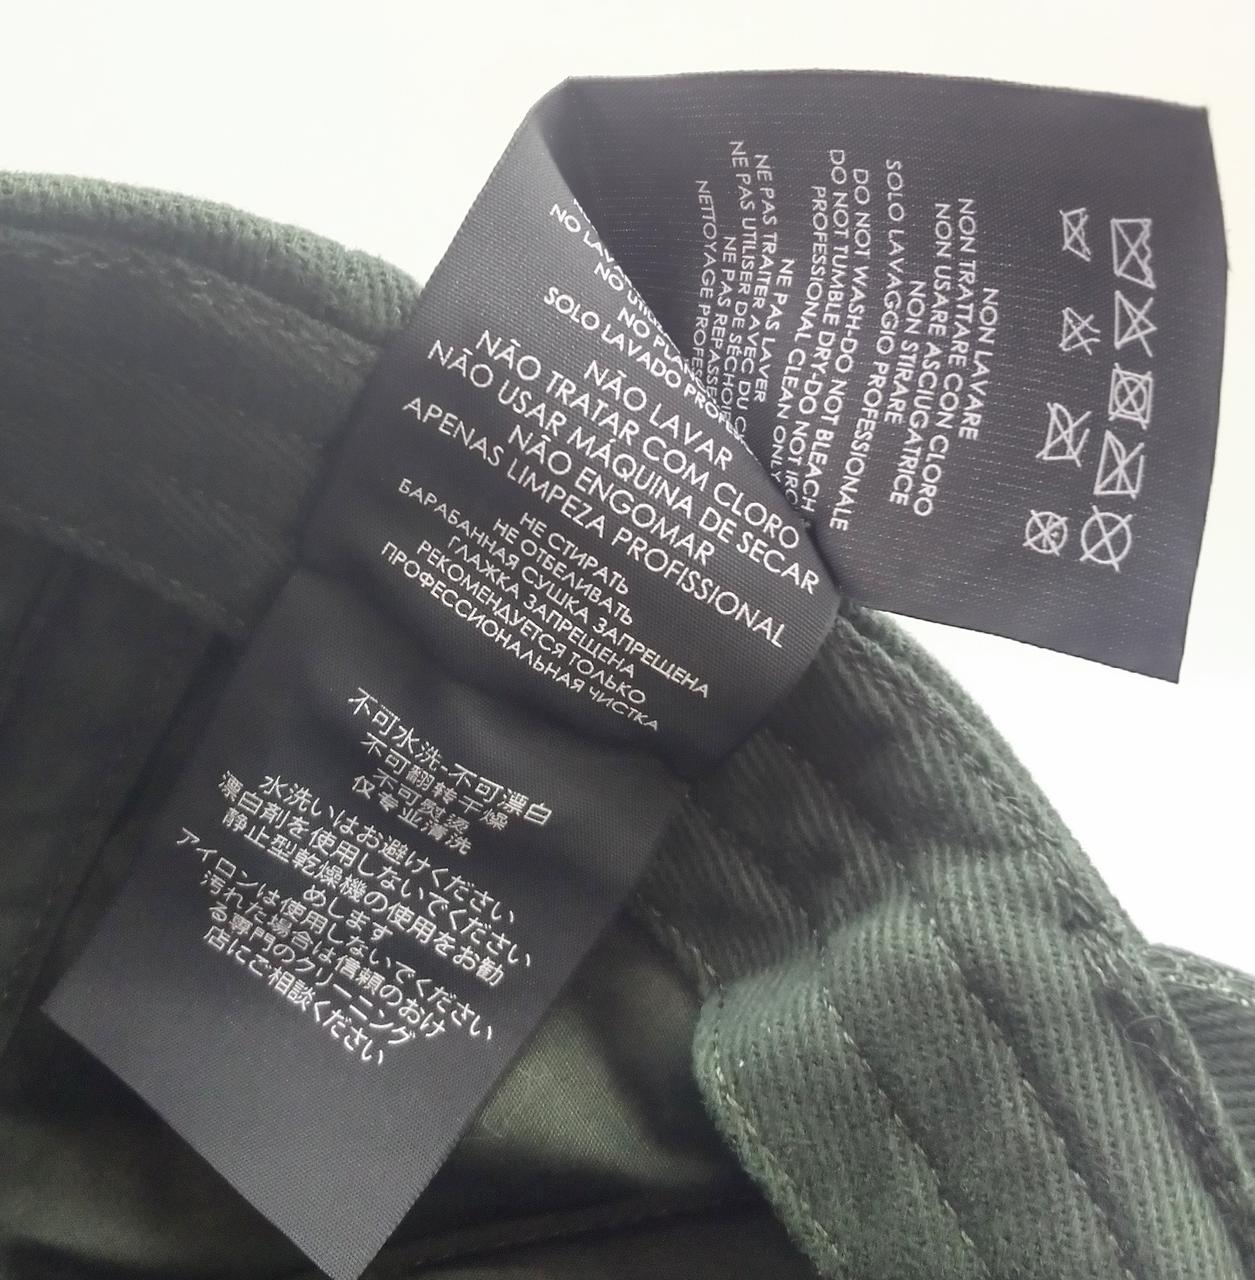 NON LAVARE
NON TRATTARE CON CLORO
NON USARE ASCIUGATRICE
NON STIRARE
SOLO LAVAGGIO PROFESSIONALE
DO NOT WASH-DO NOT BLEACH
DO NOT TUMBLE DRY-DO NOT
PROFESSIONAL CLEAN ONLY
NE PAS LAVER
NE PAS TRAITER AVEC DU
NE PAS UTILISER DE
NE PAS REPASSER
NETTOYAGE
NO
NO
NO
SOLO LAVADO
NÃO LAVAR
NÃO TRATAR COM CLORO
NÃO USAR MÁQUINA DE SECAR
NÃO ENGOMAR
APENAS LIMPEZA PROFISSIONAL
НЕ СТИРАТЬ
НЕ ОТБЕЛИВАТЬ
БАРАБАННАЯ СУШКА ЗАПРЕЩЕНА
ГЛАЖКА ЗАПРЕЩЕНА
РЕКОМЕНДУЕТСЯ ТОЛЬКО
ПРОФЕССИОНАЛЬНАЯ ЧИСТКА
不可水洗-不可漂白
不可翻转干燥
不可熨烫
仅专业清洗
水洗いはお避けください
漂白剤を使用しないでください
静止型乾燥機の使用をお勧
めします
アイロンは使用しないでください
汚れた場合は信頼のおけ
る専門のクリーニング
店にご相談ください